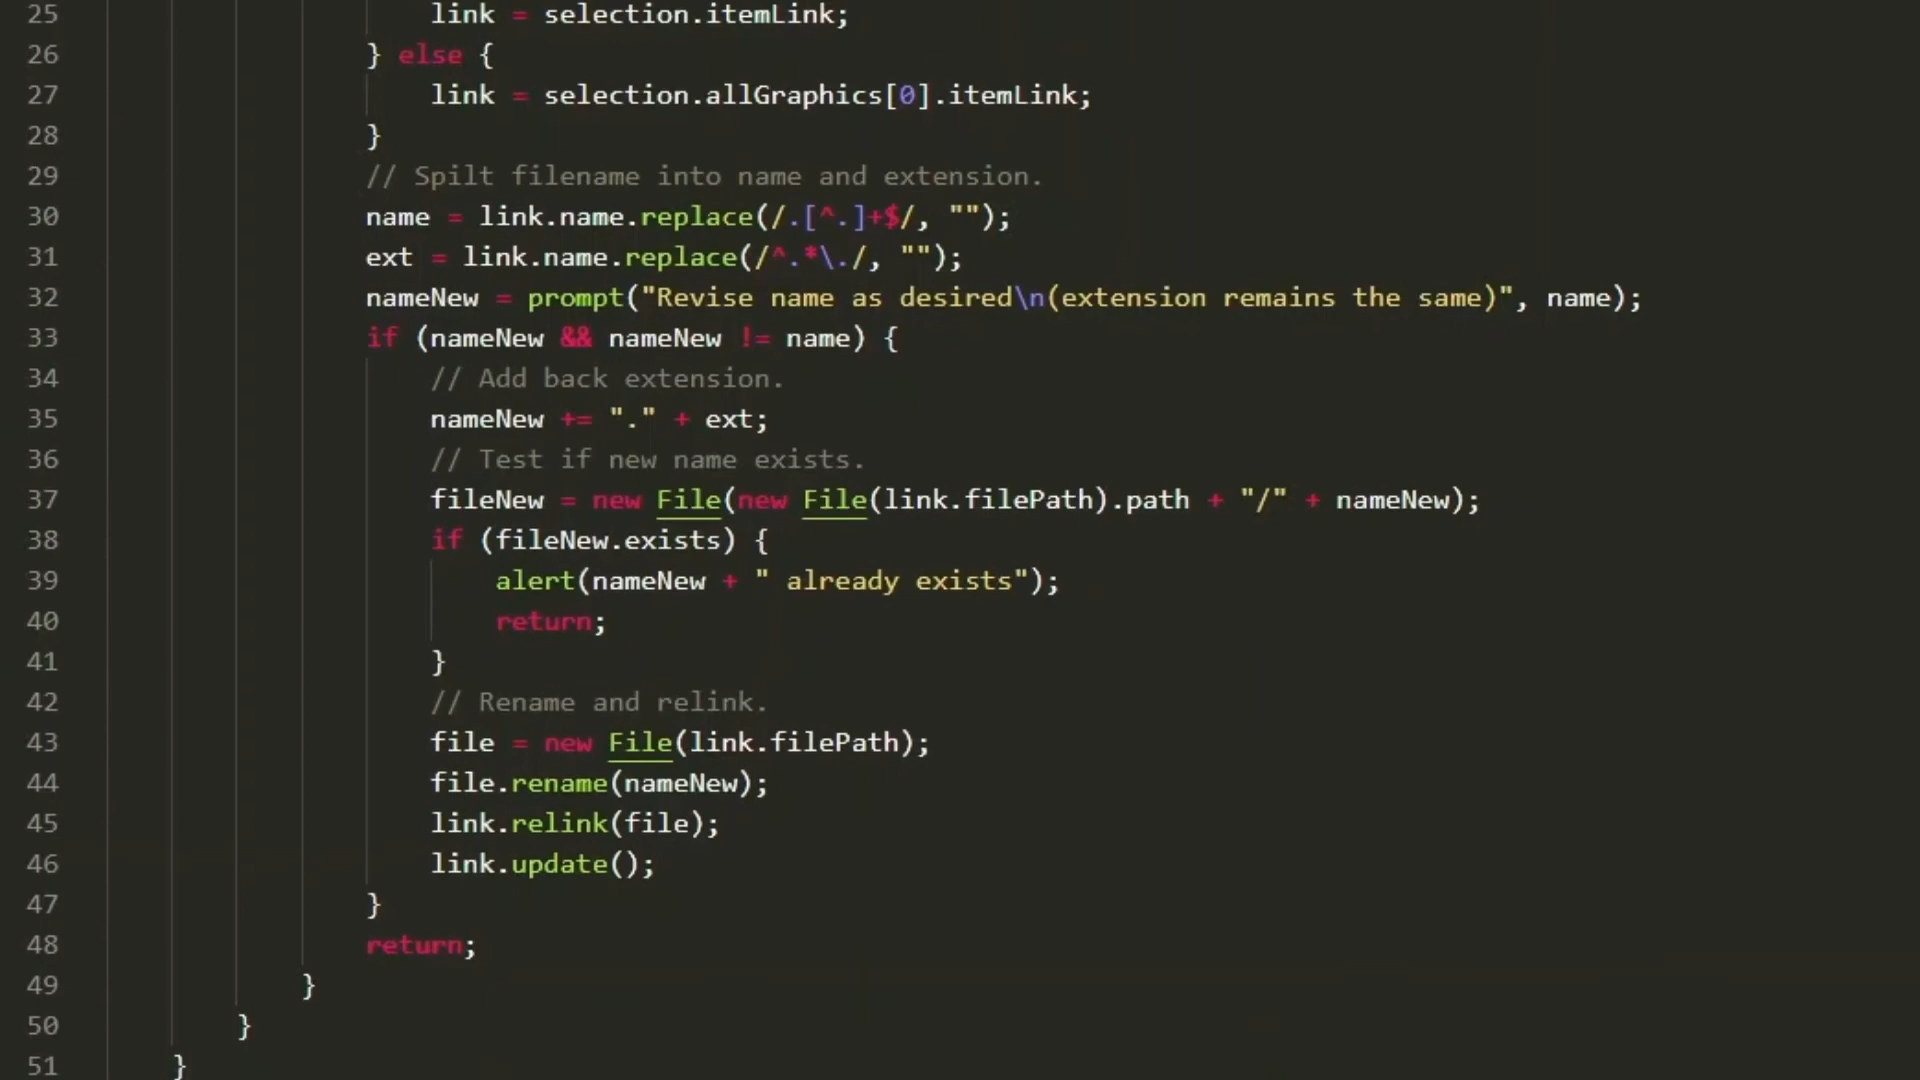 25 link = selection.itemLink;
26 } else {
27 link = selection.allGraphics[0].itemLink;
28 }
29 // Spilt filename into name and extension.
30 name = link.name.replace(/.[^.]+$/, "");
31 ext = link.name.replace(/^.*\./, "");
32 nameNew = prompt("Revise name as desired\n(extension remains the same)", name);
33 if (nameNew && nameNew != name) {
34 // Add back extension.
35 nameNew += "." + ext;
36 // Test if new name exists.
37 fileNew = new File(new File(link.filePath).path + "/" + nameNew);
38 if (fileNew.exists) {
39 alert(nameNew + " already exists");
40 return;
41 }
42 // Rename and relink.
43 file = new File(link.filePath);
44 file.rename(nameNew);
45 link.relink(file);
46 link.update();
47 }
48 return;
49 }
50 }
51 }